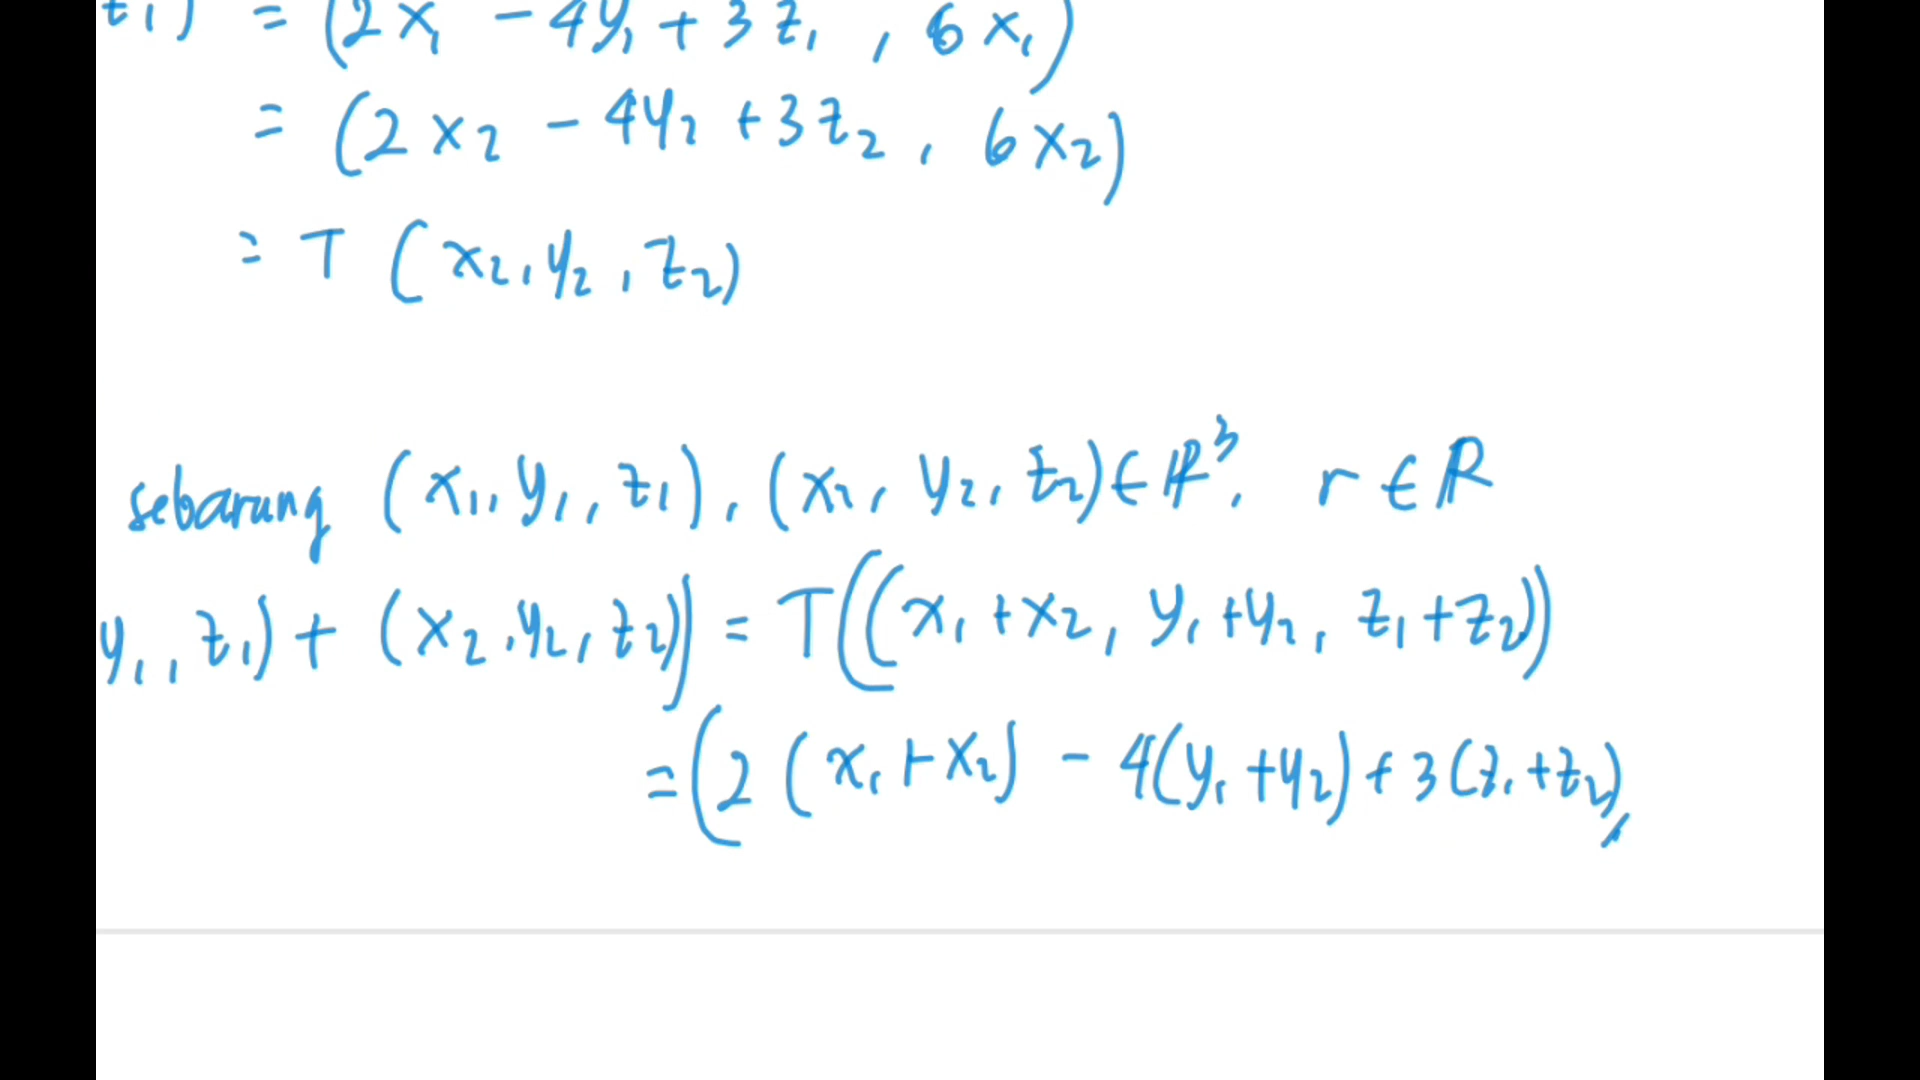 z₁) = (2x₁ - 4y₁ + 3z₁, 6x₁)
= (2x₂ - 4y₂ + 3z₂, 6x₂)
= T (x₂, y₂, z₂)
sebarang (x₁, y₁, z₁), (x₂, y₂, z₂) ∈ ℝ³, r ∈ ℝ
y₁, z₁) + (x₂, y₂, z₂)) = T((x₁ + x₂, y₁ + y₂, z₁ + z₂))
= (2 (x₁ + x₂) - 4(y₁ + y₂) + 3(z₁ + z₂),